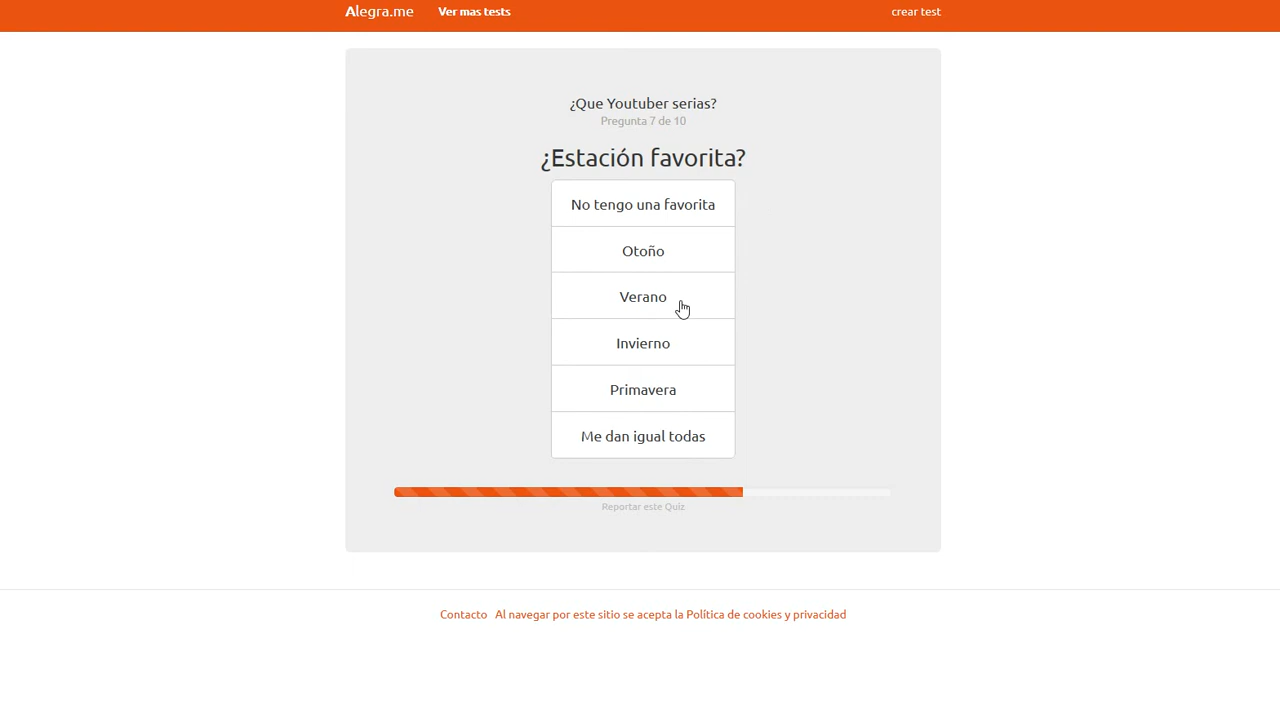 Alegra.me Ver mas tests crear test
¿Que Youtuber serias?
Pregunta 7 de 10
¿Estación favorita?
No tengo una favorita
Otoño
Verano
Invierno
Primavera
Me dan igual todas
Reportar este Quiz
Contacto Al navegar por este sitio se acepta la Política de cookies y privacidad